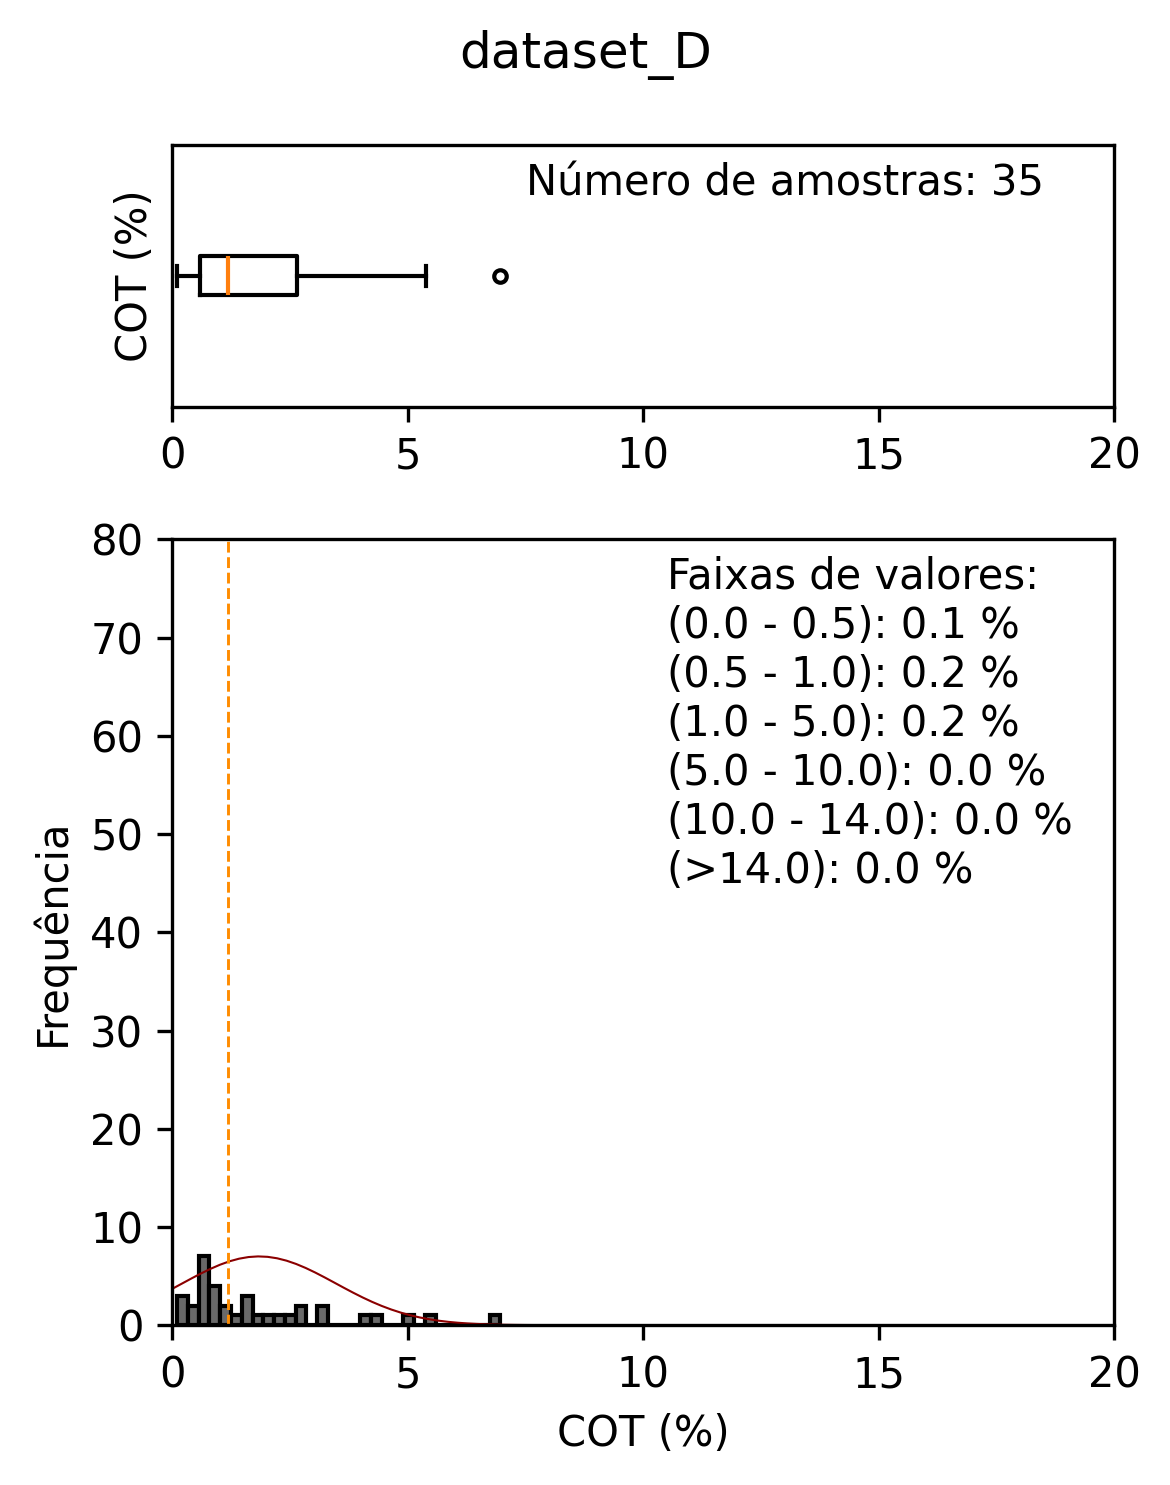 dataset_D
Número de amostras: 35
COT (%)
0 5 10 15 20
80
70
60
50
40
30
20
10
0
Frequência
Faixas de valores:
(0.0 - 0.5): 0.1 %
(0.5 - 1.0): 0.2 %
(1.0 - 5.0): 0.2 %
(5.0 - 10.0): 0.0 %
(10.0 - 14.0): 0.0 %
(>14.0): 0.0 %
0 5 10 15 20
COT (%)